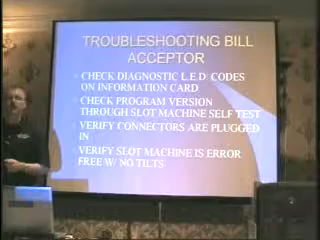 TROUBLESHOOTING BILL
ACCEPTOR
CHECK DIAGNOSTIC L.E.D. CODES
ON INFORMATION CARD
CHECK PROGRAM VERSION
THROUGH SLOT MACHINE SELF TEST
VERIFY CONNECTORS ARE PLUGGED
IN
VERIFY SLOT MACHINE IS ERROR
FREE W/ NO TILTS